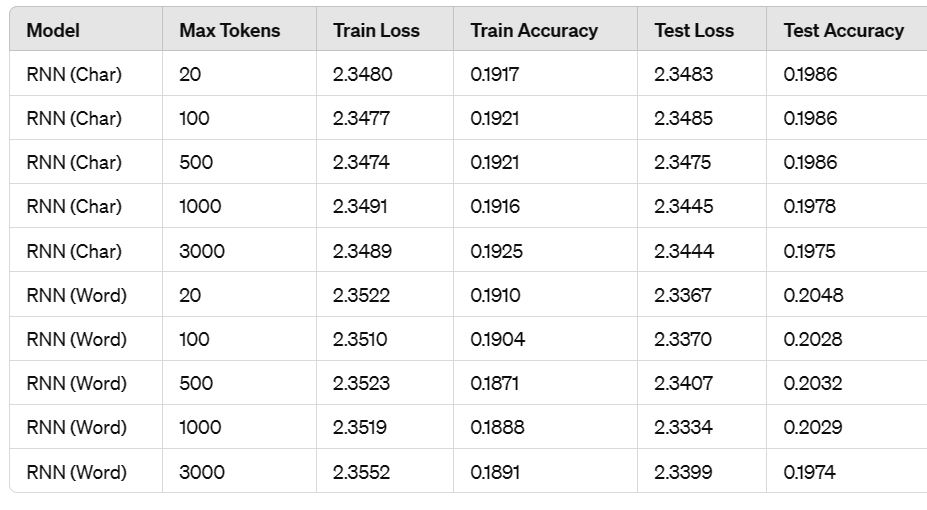 Model Max Tokens Train Loss Train Accuracy Test Loss Test Accuracy
RNN (Char) 20 2.3480 0.1917 2.3483 0.1986
RNN (Char) 100 2.3477 0.1921 2.3485 0.1986
RNN (Char) 500 2.3474 0.1921 2.3475 0.1986
RNN (Char) 1000 2.3491 0.1916 2.3445 0.1978
RNN (Char) 3000 2.3489 0.1925 2.3444 0.1975
RNN (Word) 20 2.3522 0.1910 2.3367 0.2048
RNN (Word) 100 2.3510 0.1904 2.3370 0.2028
RNN (Word) 500 2.3523 0.1871 2.3407 0.2032
RNN (Word) 1000 2.3519 0.1888 2.3334 0.2029
RNN (Word) 3000 2.3552 0.1891 2.3399 0.1974